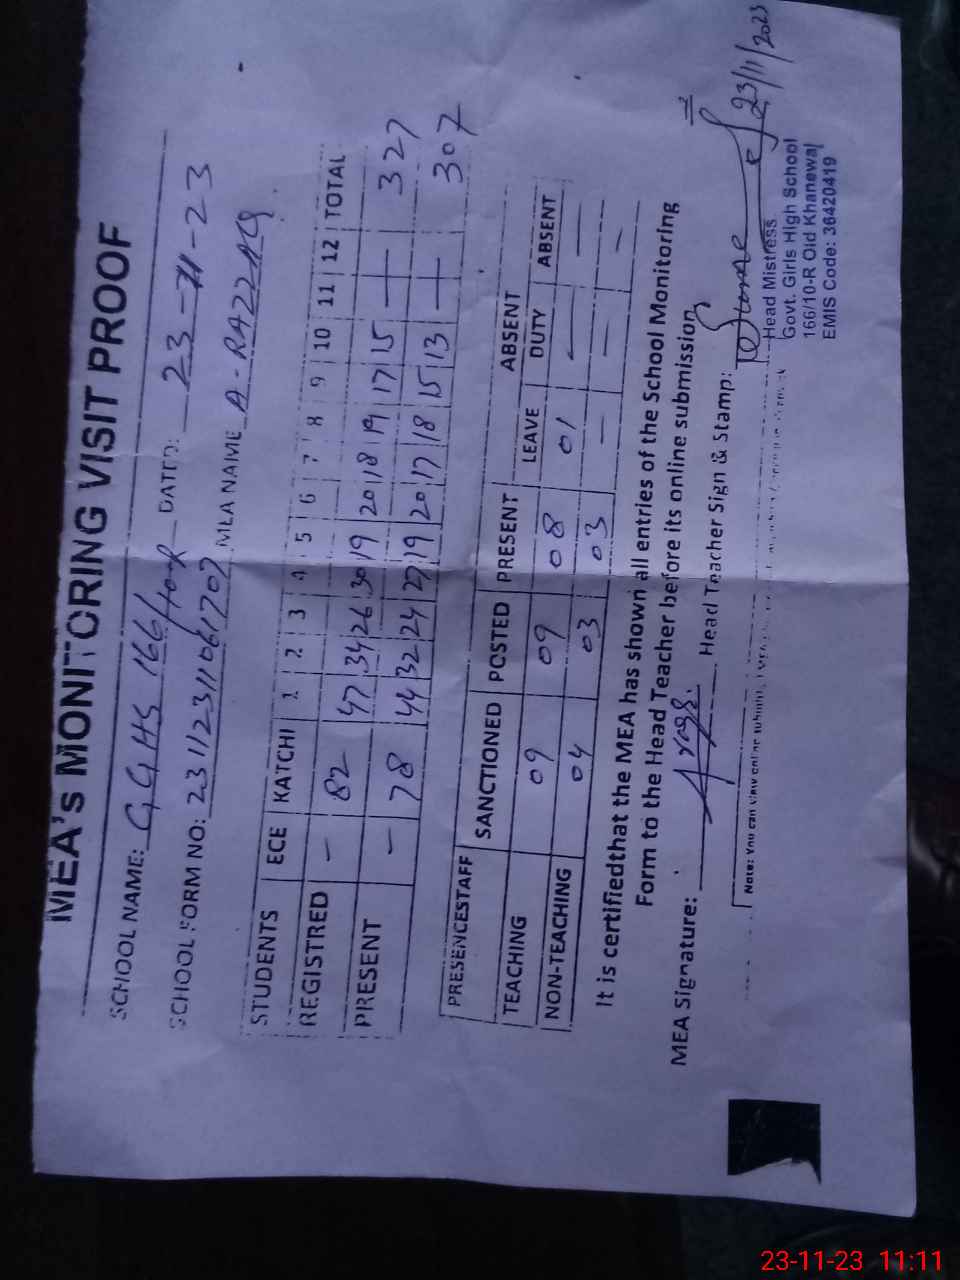 MEA's MONITORING VISIT PROOF
SCHOOL NAME: GGHS 166/10-R DATED: 23-11-23
SCHOOL FORM NO: MEA NAME A-RAZZAQ
STUDENTS ECE KATCHI 1 2 3 4 5 6 7 8 9 10 11 12 TOTAL
REGISTRED - 82 47 34 26 30 19 20 18 19 17 15 - - 327
PRESENT - 78 44 32 24 27 19 20 17 18 15 13 - - 307
PRESENCESTAFF SANCTIONED POSTED PRESENT LEAVE ABSENT DUTY ABSENT
TEACHING 09 09 08 01 - -
NON-TEACHING 04 03 03 - - -
It is certifiedthat the MEA has shown all entries of the School Monitoring
Form to the Head Teacher before its online submission
MEA Signature: Head Teacher Sign & Stamp:
23/11/2023
Head Mistress
Govt. Girls High School
166/10-R Old Khanewal
EMIS Code: 36420419
Note: You can view online
23-11-23 11:11